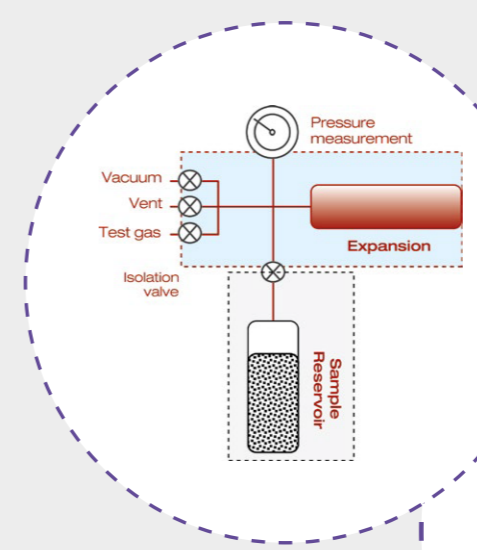 Pressure
measurement
Vacuum
Vent
Test gas
Expansion
Isolation
valve
Sample
Reservoir